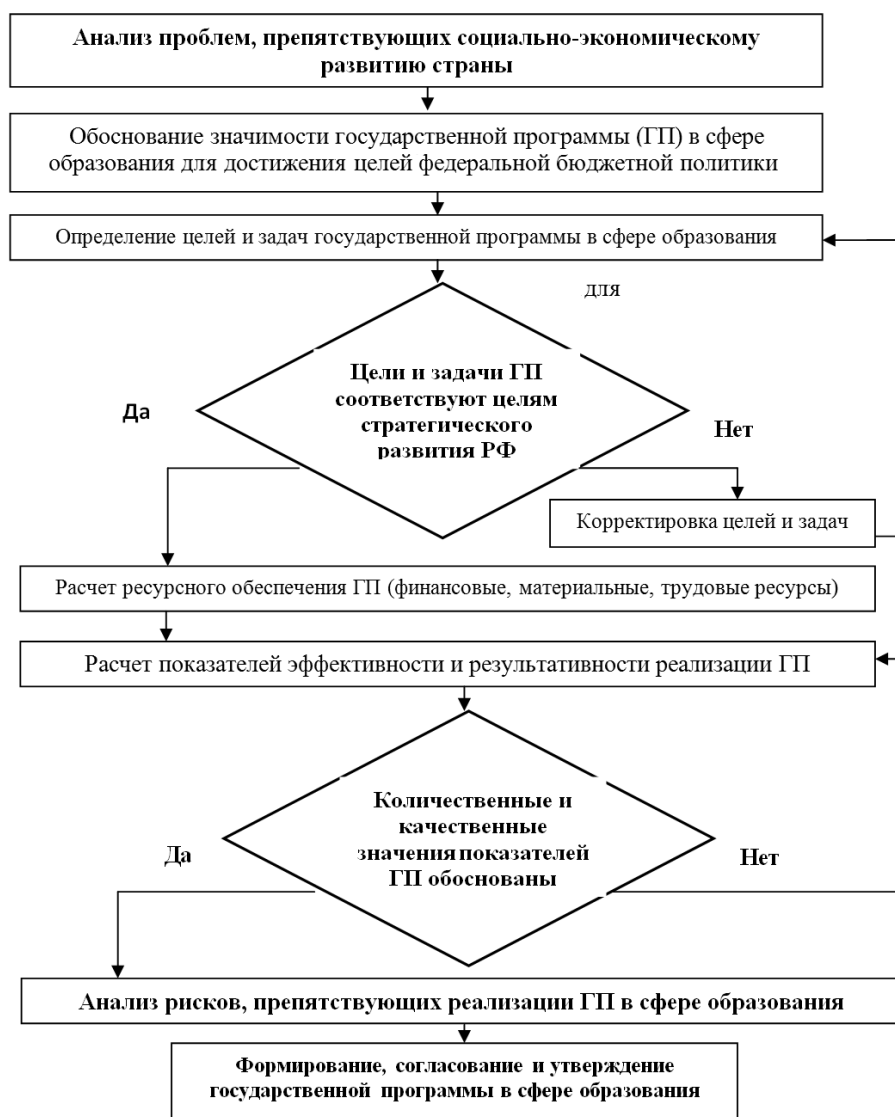 Анализ проблем, препятствующих социально-экономическому
развитию страны
Обоснование значимости государственной программы (ГП) в сфере
образования для достижения целей федеральной бюджетной политики
Определение целей и задач государственной программы в сфере образования
для
Цели и задачи ГП
соответствуют целям
стратегического
развития РФ
Да
Нет
Корректировка целей и задач
Расчет ресурсного обеспечения ГП (финансовые, материальные, трудовые ресурсы)
Расчет показателей эффективности и результативности реализации ГП
Количественные и
качественные
значения показателей
ГП обоснованы
Да
Нет
Анализ рисков, препятствующих реализации ГП в сфере образования
Формирование, согласование и утверждение
государственной программы в сфере образования